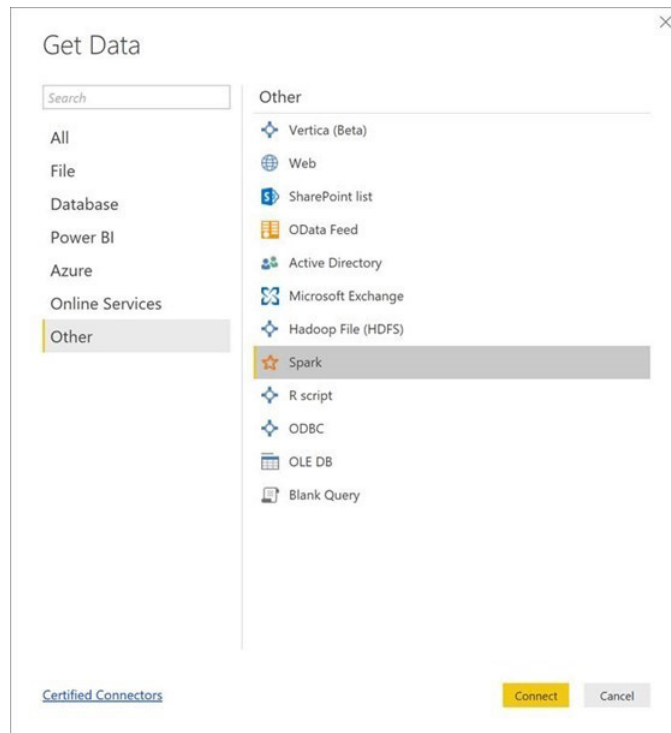 Get Data
Search
All
File
Database
Power BI
Azure
Online Services
Other
Other
Vertica (Beta)
Web
SharePoint list
OData Feed
Active Directory
Microsoft Exchange
Hadoop File (HDFS)
Spark
R script
ODBC
OLE DB
Blank Query
Certified Connectors
Connect
Cancel